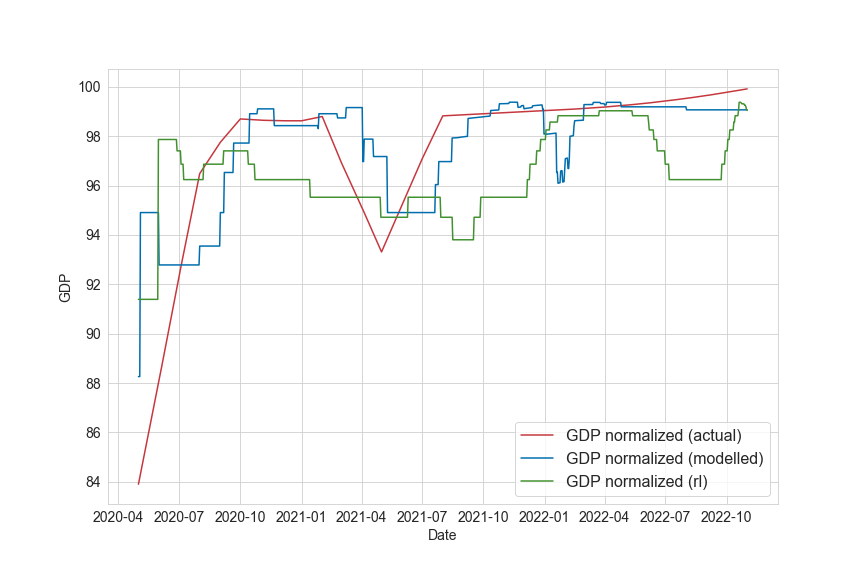 100
98
96
94
92
90
88
86
84
GDP
GDP normalized (actual)
GDP normalized (modelled)
GDP normalized (rl)
2020-04 2020-07 2020-10 2021-01 2021-04 2021-07 2021-10 2022-01 2022-04 2022-07 2022-10
Date